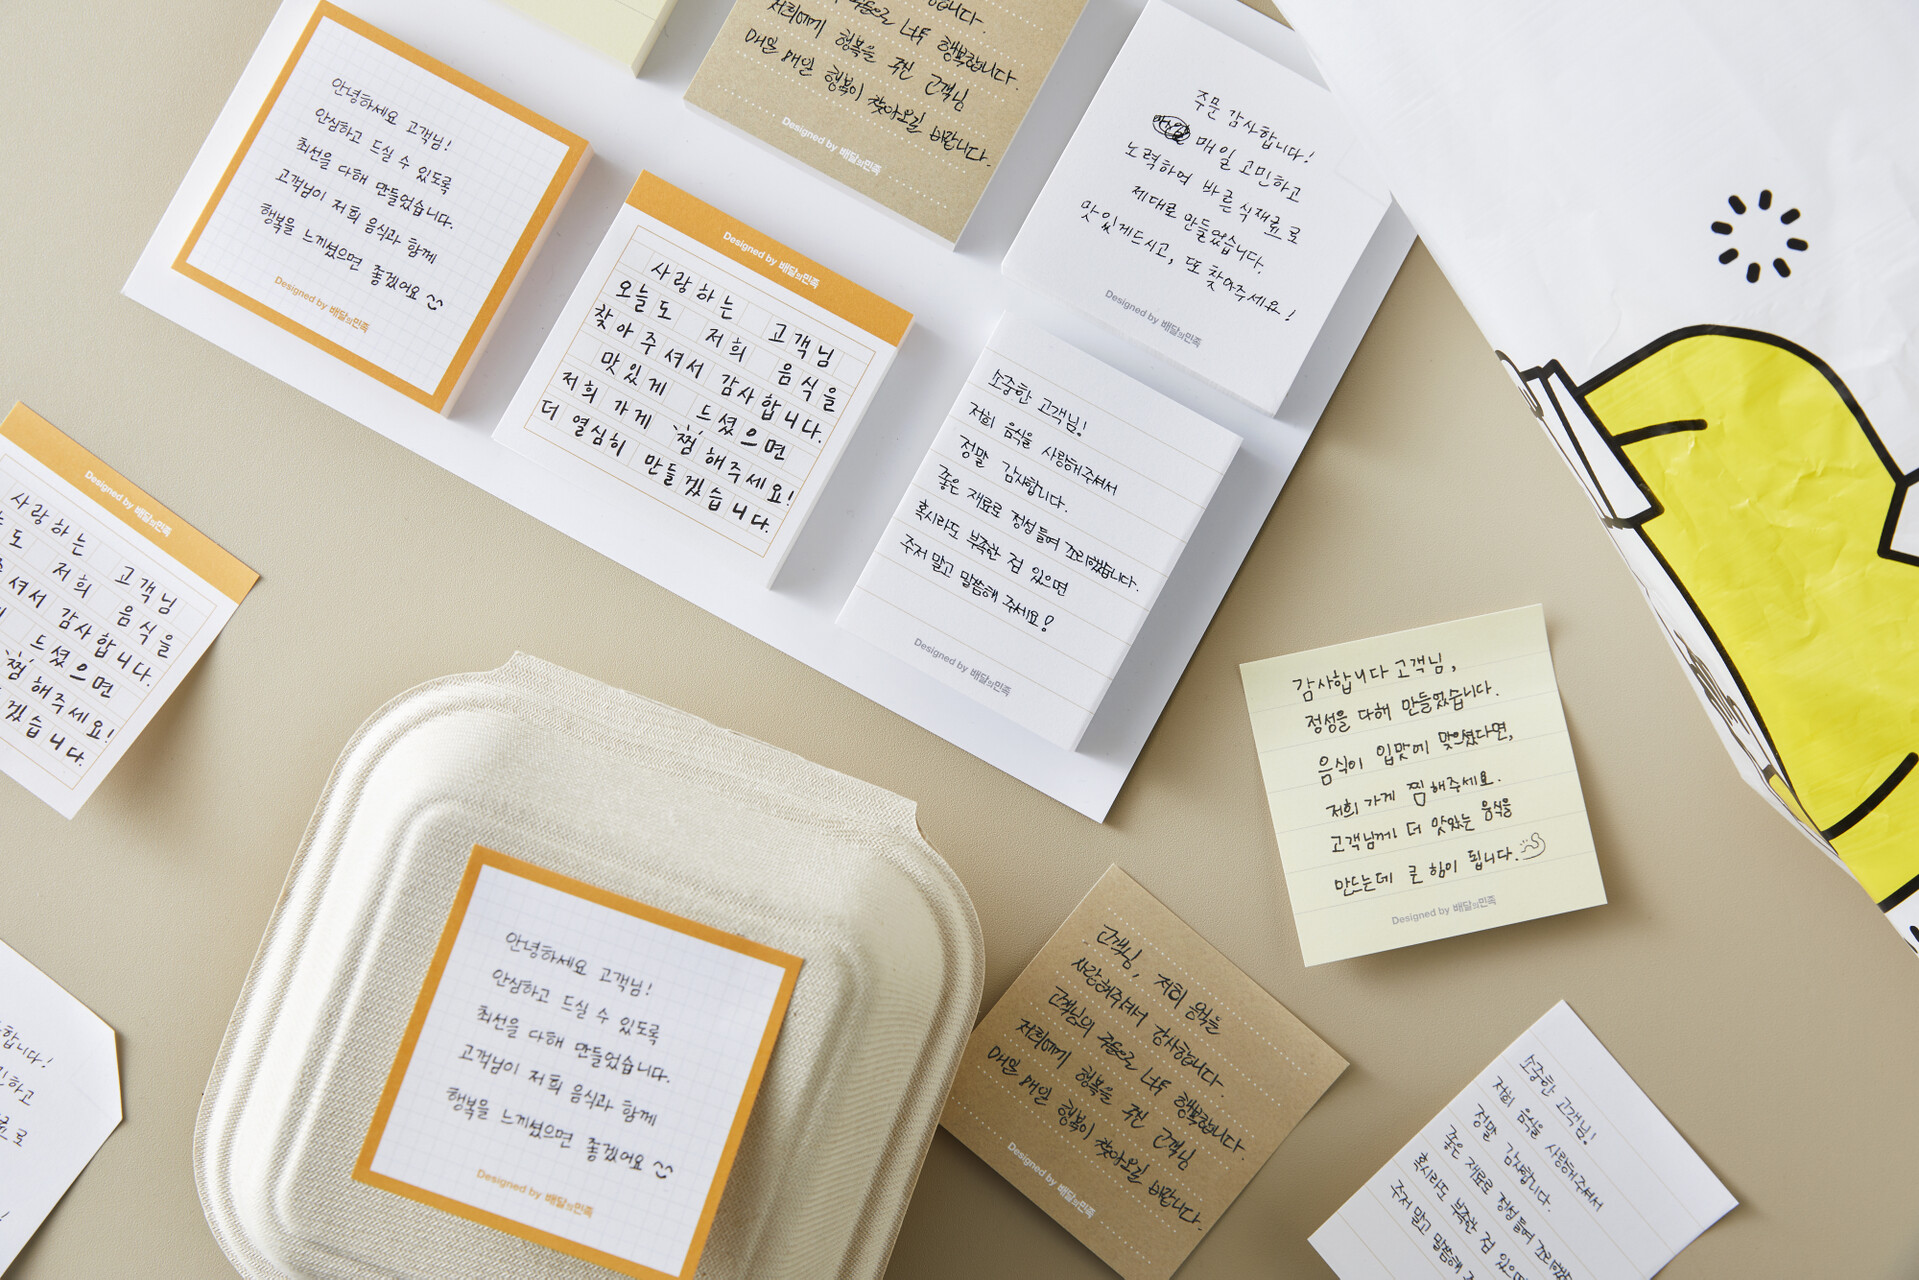 안녕하세요 고객님!
안심하고 드실 수 있도록
최선을 다해 만들었습니다.
고객님이 저희 음식과 함께
행복을 느끼셨으면 좋겠어요
Designed by 배달의민족
너무 행복합니다.
저희에게 행복을 주신 고객님
매일 매일 행복이 찾아오길 바랍니다.
Designed by 배달의민족
주문 감사합니다!
매일 고민하고
노력하여 바른 식재료로
제대로 만들었습니다.
맛있게드시고, 또 찾아주세요!
Designed by 배달의민족
Designed by 배달의민족
사랑하는 고객님
오늘도 저희 음식을
찾아주셔서 감사합니다.
맛있게 드셨으면
저희 가게 '찜' 해주세요!
더 열심히 만들겠습니다.
소중한 고객님!
저희 음식을 사랑해주셔서
정말 감사합니다.
좋은 재료로 정성 들여 조리했습니다.
혹시라도 부족한 점 있으면
주저 말고 말씀해 주세요!
Designed by 배달의민족
Designed by 배달의민족
사랑하는 고객님
도 저희 음식을
셔서 감사합니다.
드셨으면
'찜' 해주세요!
겠습니다.
감사합니다 고객님,
정성을 다해 만들었습니다.
음식이 입맛에 맞으셨다면,
저희 가게 찜해주세요.
고객님께 더 맛있는 음식을
만드는데 큰 힘이 됩니다.
Designed by 배달의민족
안녕하세요 고객님!
안심하고 드실 수 있도록
최선을 다해 만들었습니다.
고객님이 저희 음식과 함께
행복을 느끼셨으면 좋겠어요
Designed by 배달의민족
고객님, 저희 음식을
사랑해주셔서 감사합니다.
고객님의 주문으로 너무 행복합니다.
저희에게 행복을 주신 고객님
매일 매일 행복이 찾아오길 바랍니다.
Designed by 배달의민족
소중한 고객님!
저희 음식을 사랑해주셔서
정말 감사합니다.
좋은 재료로 정성 들여 조리했
혹시라도 부족한 점 있으면
주저 말고 말씀해
합니다!
민하고
료로